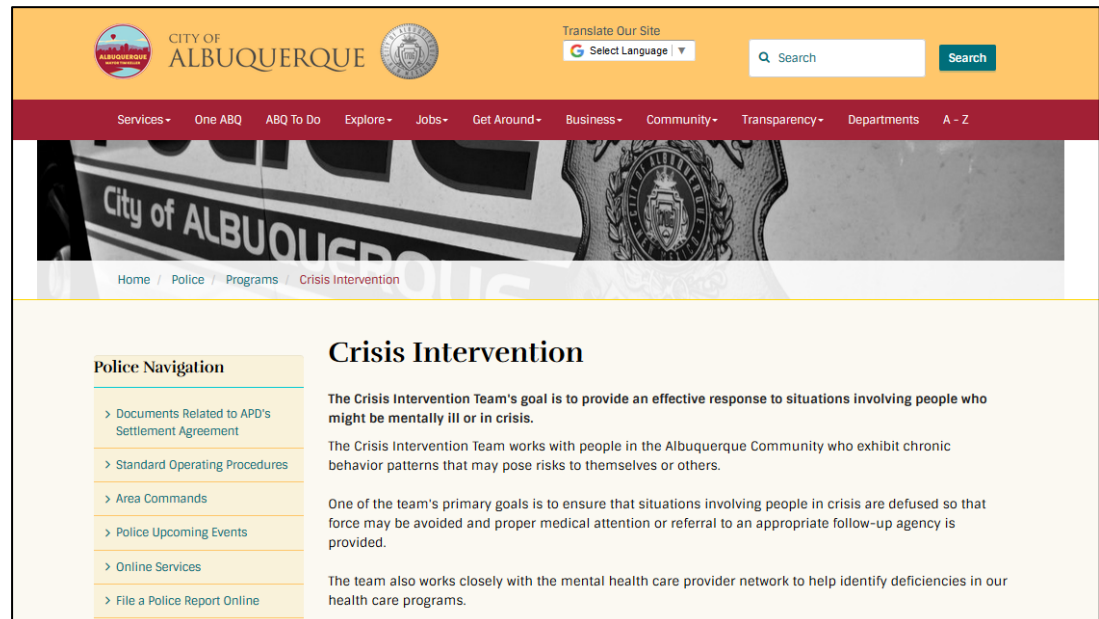 CITY OF
ALBUQUERQUE
ALBUQUERQUE
Translate Our Site
Select Language ▼
Search
Search
Services
One ABQ
ABQ To Do
Explore
Jobs
Get Around
Business
Community
Transparency
Departments
A - Z
City of ALBUQUERQUE
Home / Police / Programs / Crisis Intervention
Police Navigation
> Documents Related to APD's
Settlement Agreement
> Standard Operating Procedures
> Area Commands
> Police Upcoming Events
> Online Services
> File a Police Report Online
Crisis Intervention
The Crisis Intervention Team's goal is to provide an effective response to situations involving people who
might be mentally ill or in crisis.
The Crisis Intervention Team works with people in the Albuquerque Community who exhibit chronic
behavior patterns that may pose risks to themselves or others.
One of the team's primary goals is to ensure that situations involving people in crisis are defused so that
force may be avoided and proper medical attention or referral to an appropriate follow-up agency is
provided.
The team also works closely with the mental health care provider network to help identify deficiencies in our
health care programs.